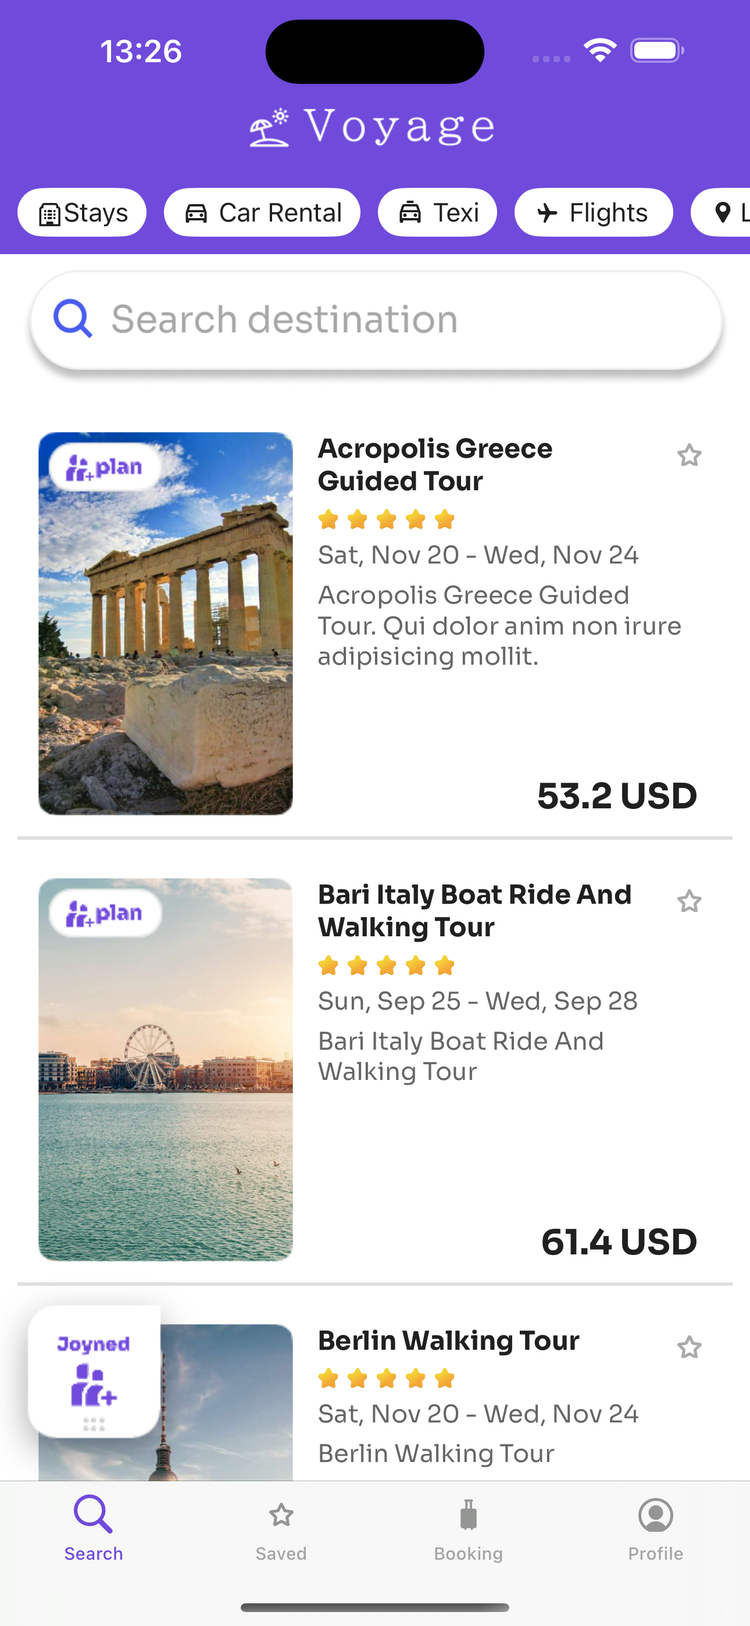 13:26
Voyage
Stays
Car Rental
Texi
Flights
L
Search destination
plan
Acropolis Greece
Guided Tour
Sat, Nov 20 - Wed, Nov 24
Acropolis Greece Guided
Tour. Qui dolor anim non irure
adipisicing mollit.
53.2 USD
plan
Bari Italy Boat Ride And
Walking Tour
Sun, Sep 25 - Wed, Sep 28
Bari Italy Boat Ride And
Walking Tour
61.4 USD
Joyned
Berlin Walking Tour
Sat, Nov 20 - Wed, Nov 24
Berlin Walking Tour
Search
Saved
Booking
Profile